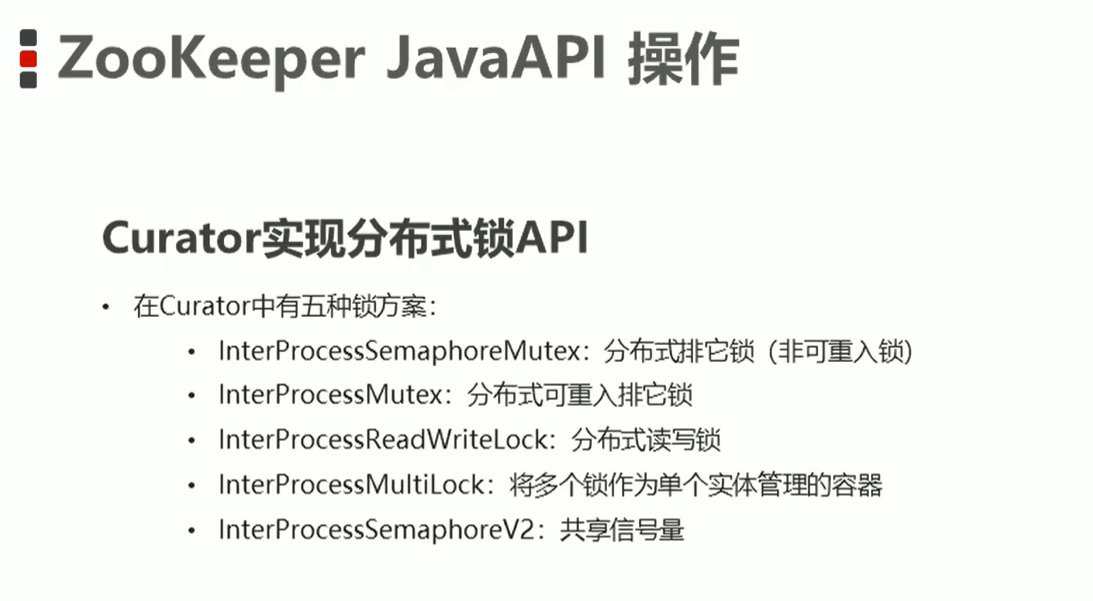 ZooKeeper JavaAPI 操作
Curator实现分布式锁API
• 在Curator中有五种锁方案：
• InterProcessSemaphoreMutex：分布式排它锁（非可重入锁）
• InterProcessMutex：分布式可重入排它锁
• InterProcessReadWriteLock：分布式读写锁
• InterProcessMultiLock：将多个锁作为单个实体管理的容器
• InterProcessSemaphoreV2：共享信号量